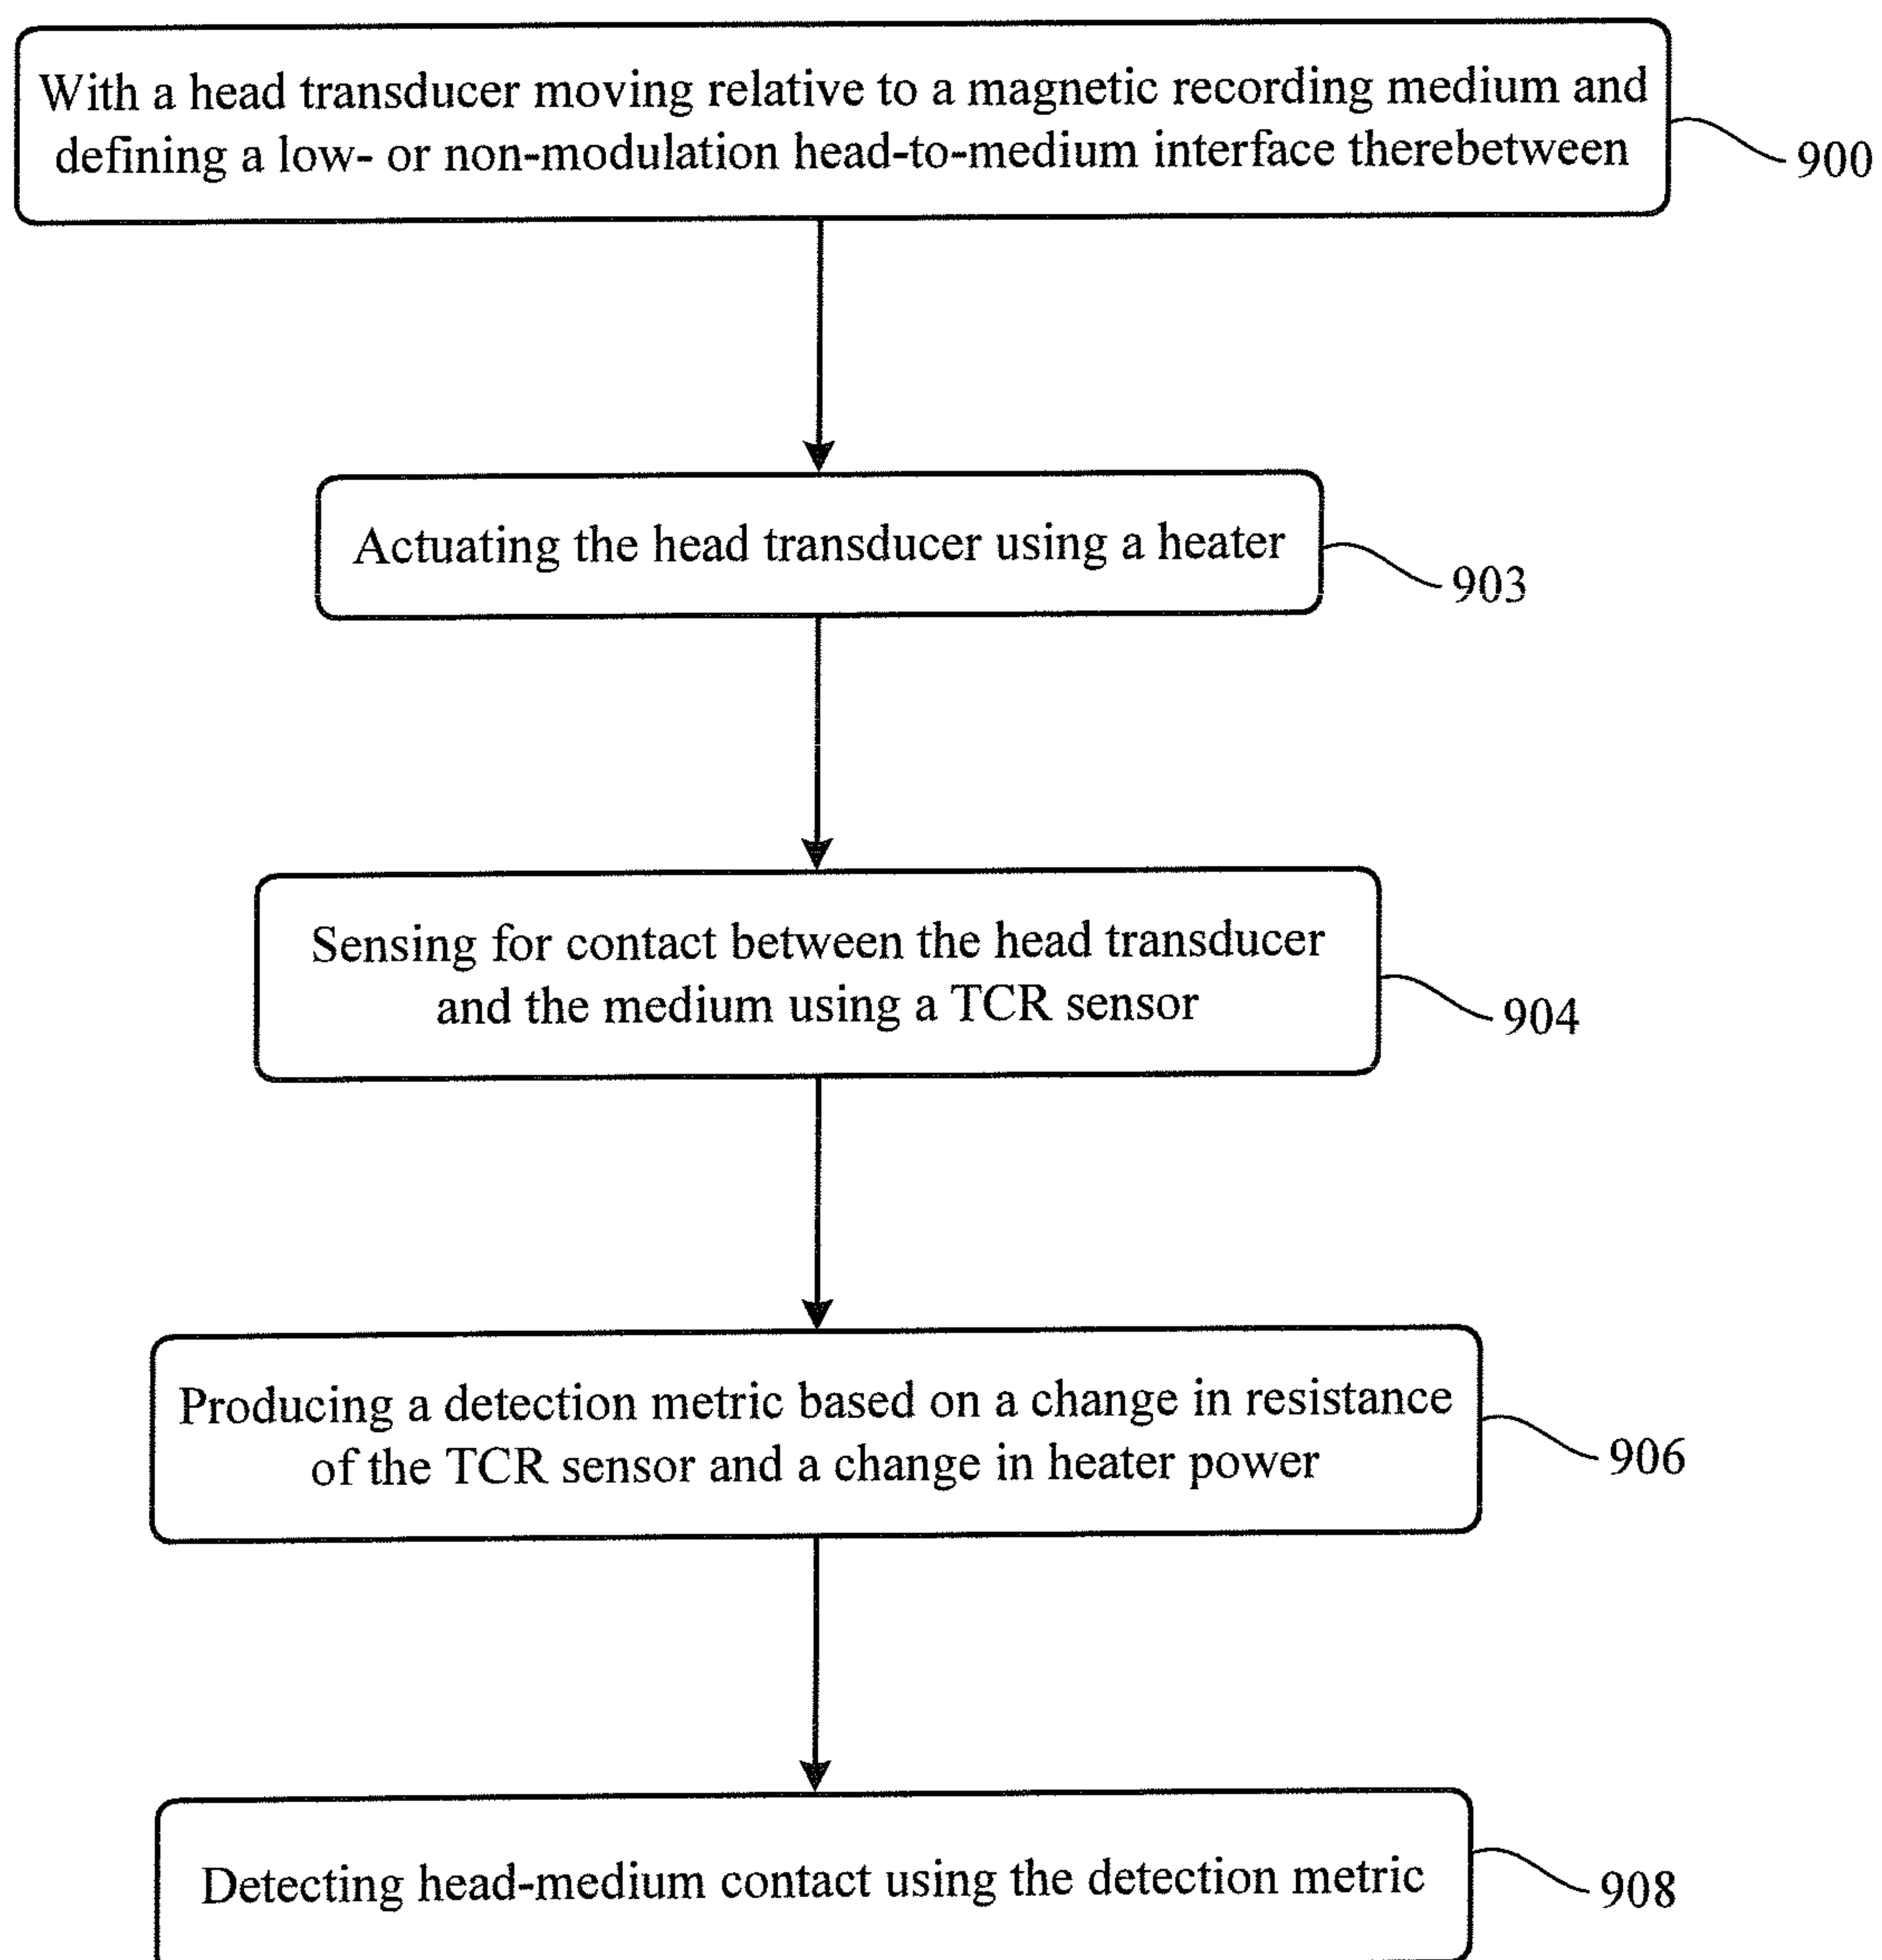 With a head transducer moving relative to a magnetic recording medium and
defining a low- or non-modulation head-to-medium interface therebetween
900
Actuating the head transducer using a heater
903
Sensing for contact between the head transducer
and the medium using a TCR sensor
904
Producing a detection metric based on a change in resistance
of the TCR sensor and a change in heater power
906
Detecting head-medium contact using the detection metric
908